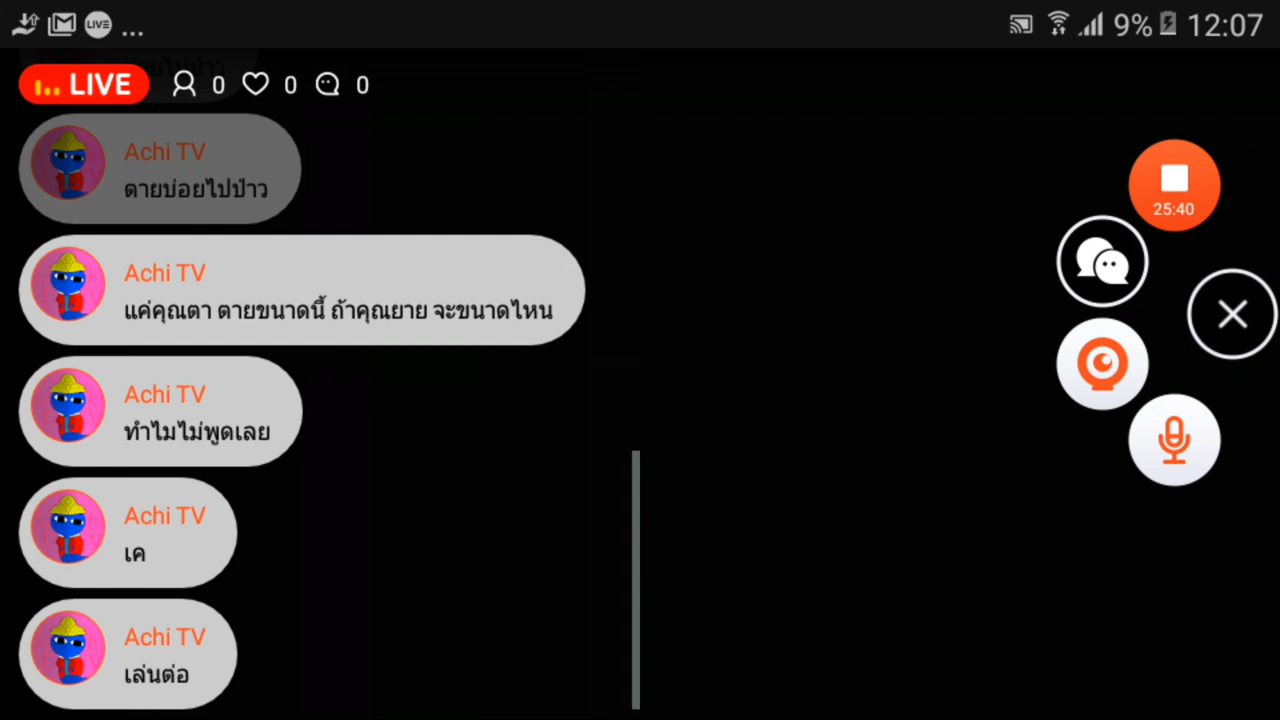 LIVE
...
9%
12:07
LIVE
0
0
0
25:40
Achi TV
ตายบ่อยไปป่าว
Achi TV
แค่คุณตา ตายขนาดนี้ ถ้าคุณยาย จะขนาดไหน
Achi TV
ทำไมไม่พูดเลย
Achi TV
เค
Achi TV
เล่นต่อ